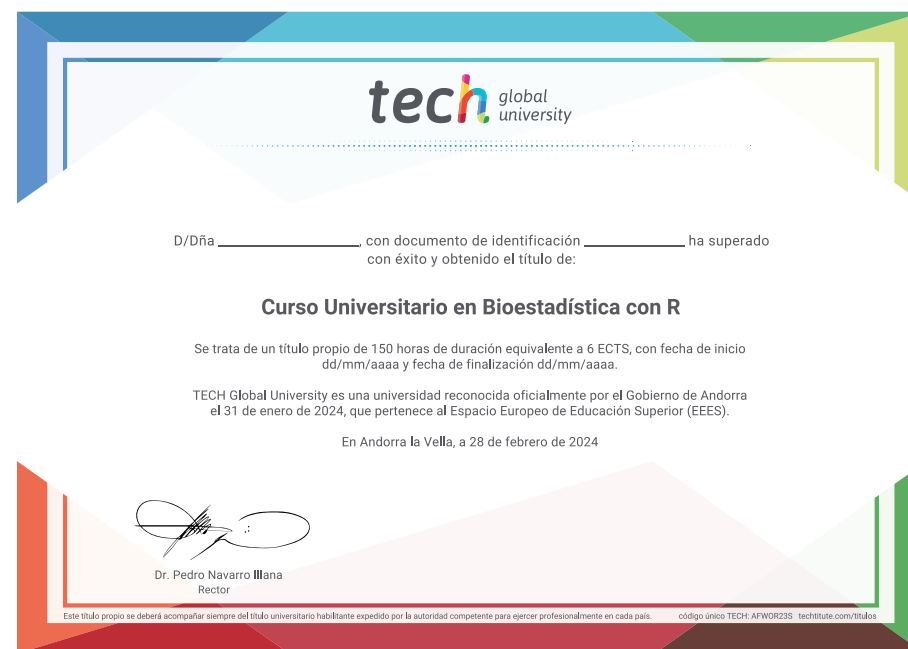 tech global university
D/Dña ____________________, con documento de identificación ______________ ha superado
con éxito y obtenido el título de:
Curso Universitario en Bioestadística con R
Se trata de un título propio de 150 horas de duración equivalente a 6 ECTS, con fecha de inicio
dd/mm/aaaa y fecha de finalización dd/mm/aaaa.
TECH Global University es una universidad reconocida oficialmente por el Gobierno de Andorra
el 31 de enero de 2024, que pertenece al Espacio Europeo de Educación Superior (EEES).
En Andorra la Vella, a 28 de febrero de 2024
Dr. Pedro Navarro Illana
Rector
Este título propio se deberá acompañar siempre del título universitario habilitante expedido por la autoridad competente para ejercer profesionalmente en cada país. código único TECH: AFWOR23S techtitute.com/titulos